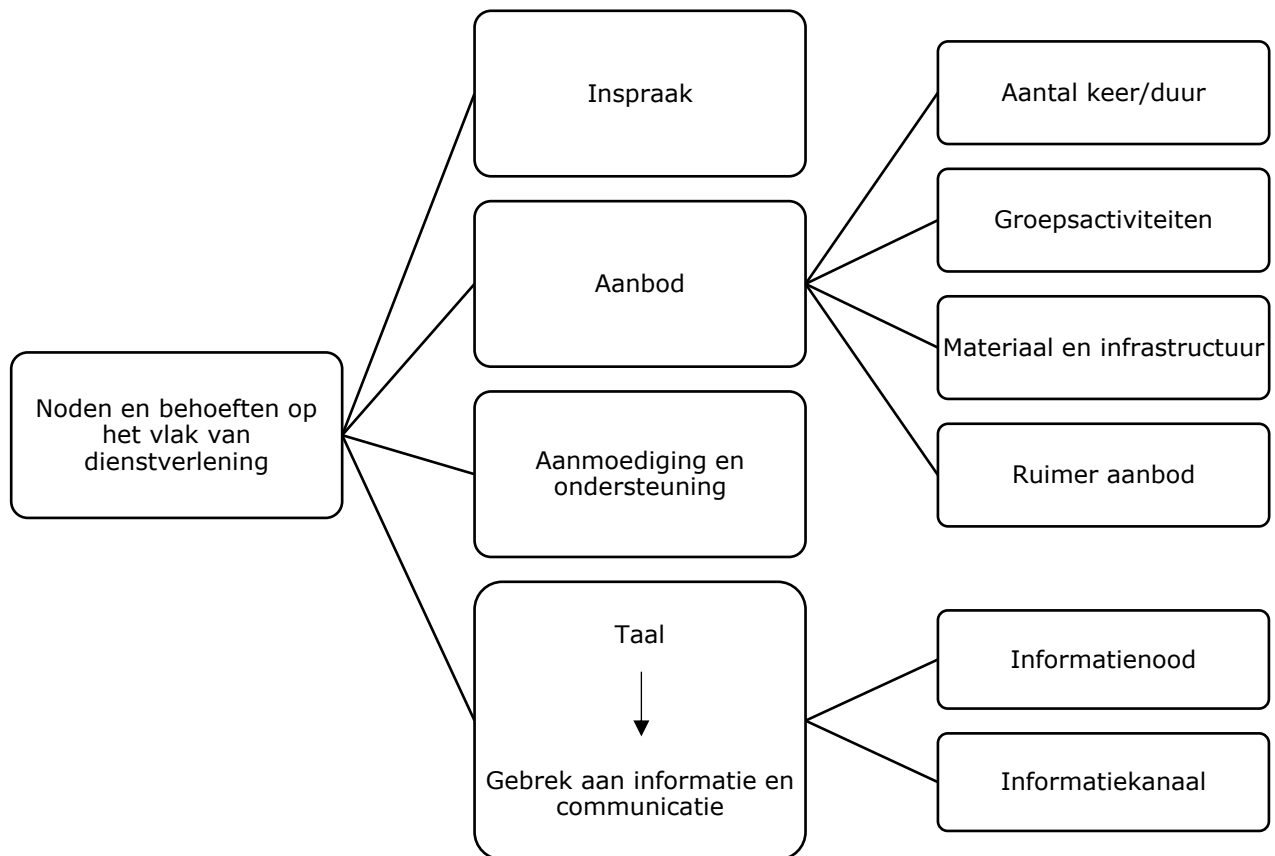 Noden en behoeften op
het vlak van
dienstverlening
Inspraak
Aanbod
Aanmoediging en
ondersteuning
Taal
Gebrek aan informatie en
communicatie
Aantal keer/duur
Groepsactiviteiten
Materiaal en infrastructuur
Ruimer aanbod
Informatienood
Informatiekanaal